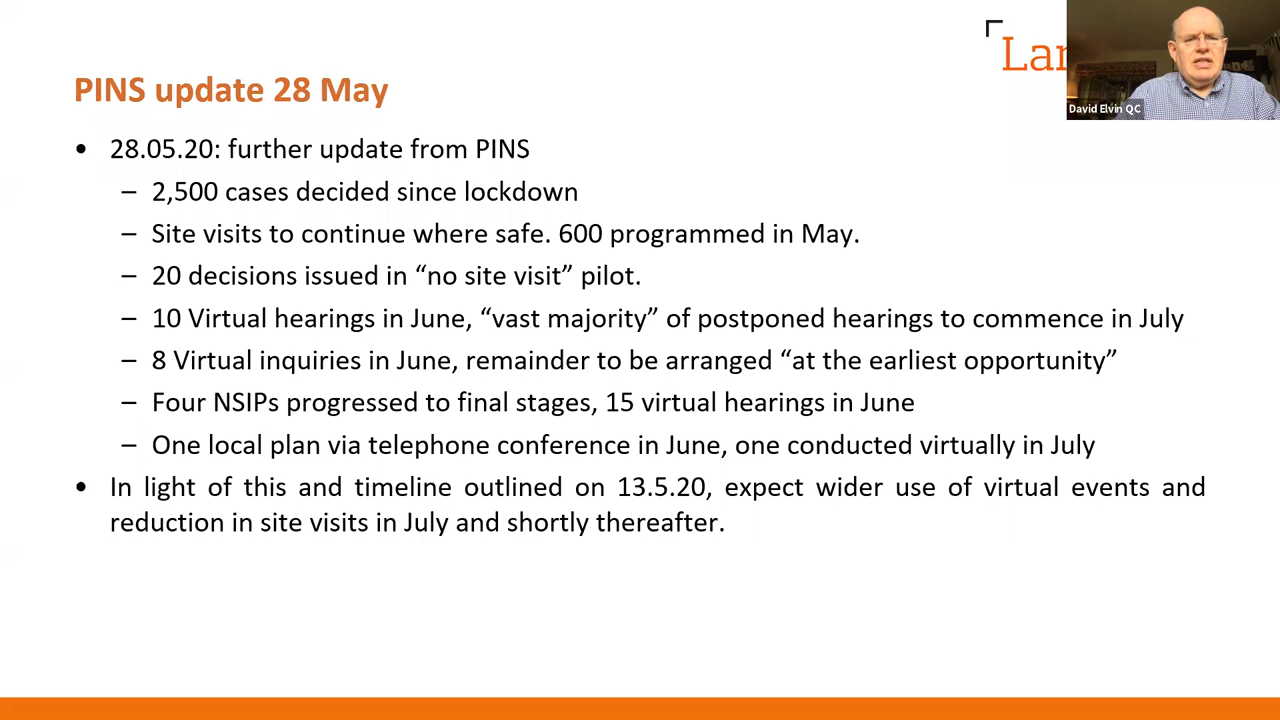 Lan
David Elvin QC
PINS update 28 May
• 28.05.20: further update from PINS
– 2,500 cases decided since lockdown
– Site visits to continue where safe. 600 programmed in May.
– 20 decisions issued in “no site visit” pilot.
– 10 Virtual hearings in June, “vast majority” of postponed hearings to commence in July
– 8 Virtual inquiries in June, remainder to be arranged “at the earliest opportunity”
– Four NSIPs progressed to final stages, 15 virtual hearings in June
– One local plan via telephone conference in June, one conducted virtually in July
• In light of this and timeline outlined on 13.5.20, expect wider use of virtual events and
reduction in site visits in July and shortly thereafter.